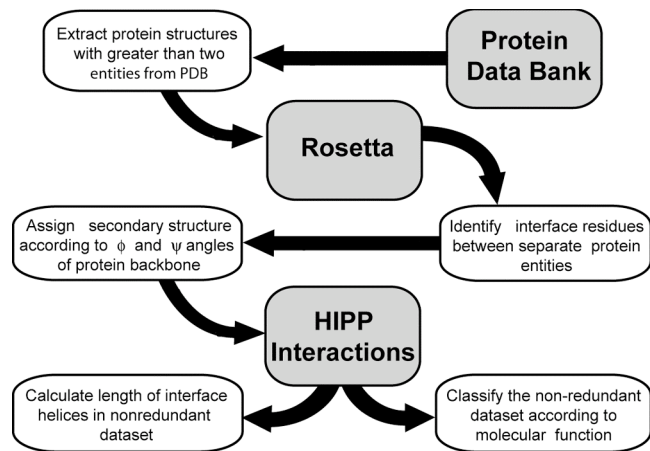 Extract protein structures
with greater than two
entities from PDB
Protein
Data Bank
Rosetta
Assign secondary structure
according to ϕ and ψ angles
of protein backbone
Identify interface residues
between separate protein
entities
HIPP
Interactions
Calculate length of interface
helices in nonredundant
dataset
Classify the non-redundant
dataset according to
molecular function